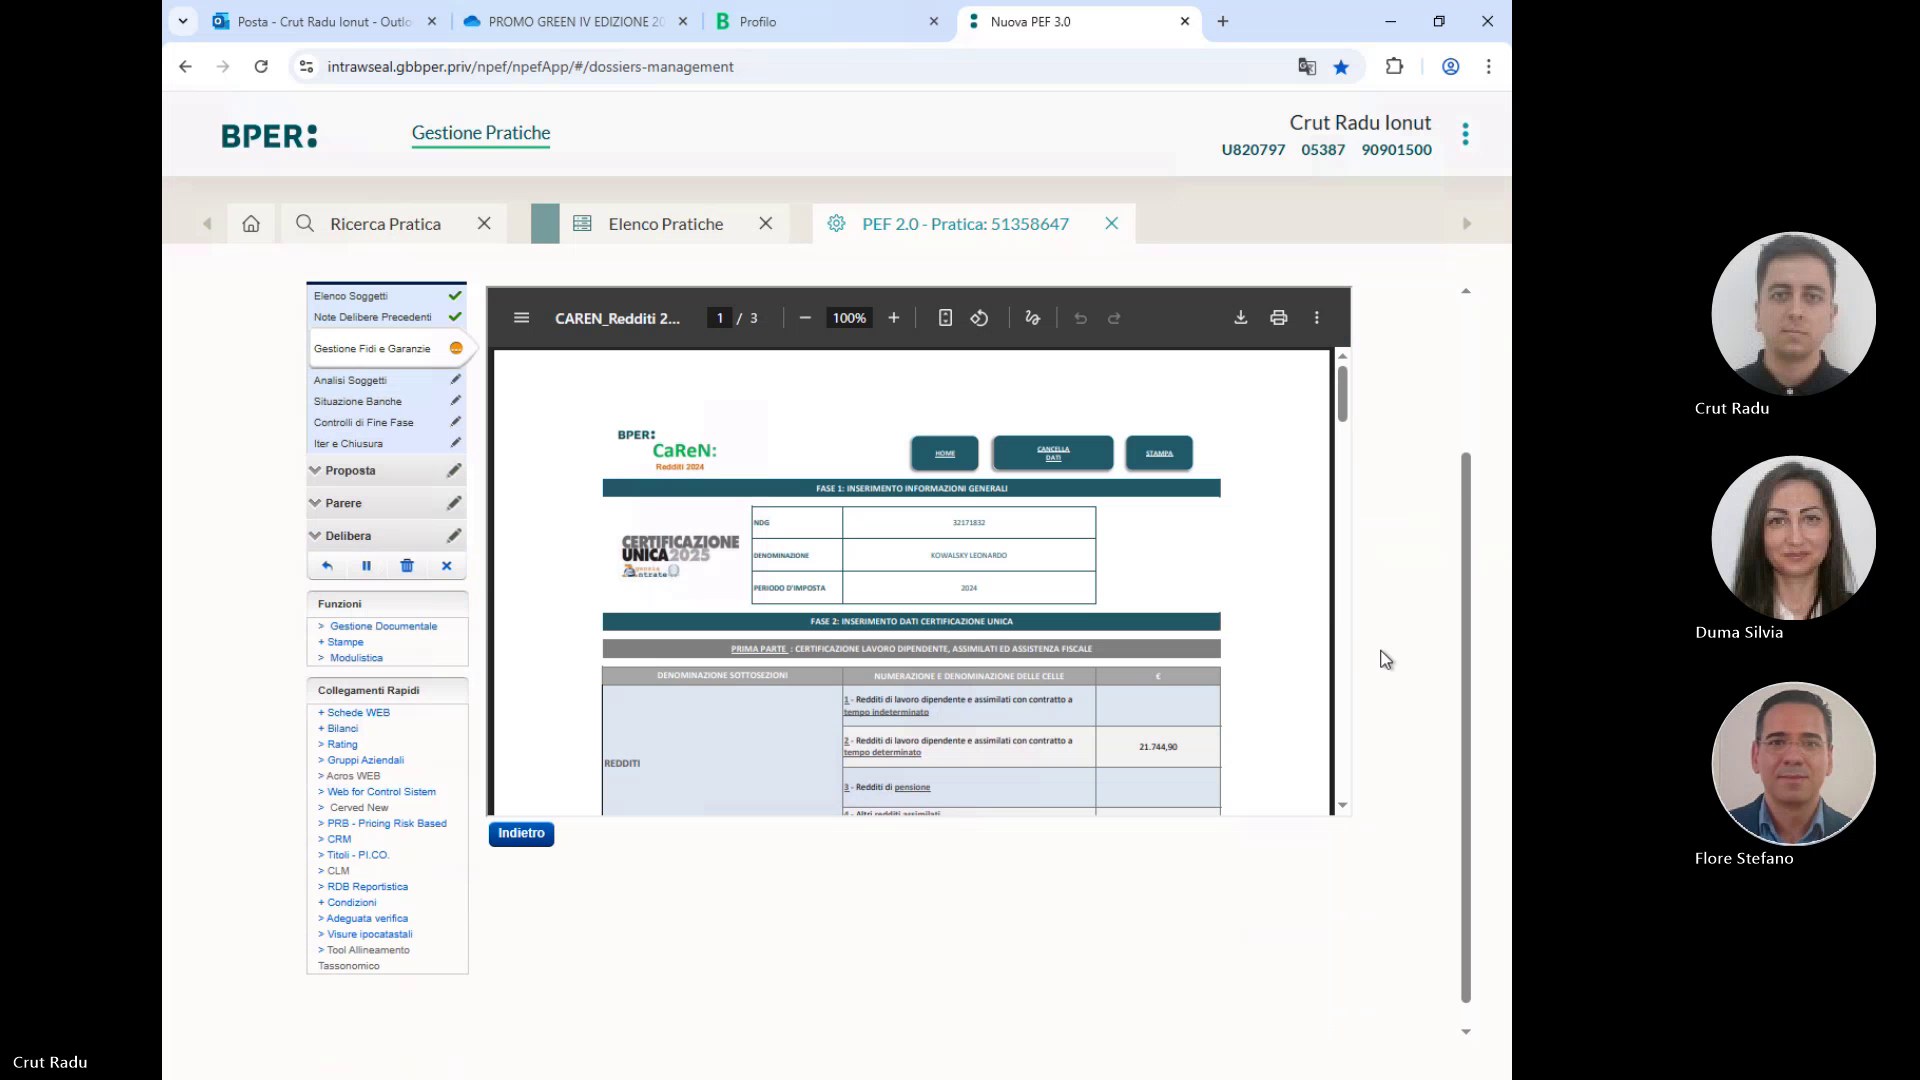 Posta - Crut Radu Ionut - Outlo
PROMO GREEN IV EDIZIONE 20
Profilo
Nuova PEF 3.0
intrawseal.gbbper.priv/npef/npefApp/#/dossiers-management
BPER:
Gestione Pratiche
Crut Radu Ionut
U820797 05387 90901500
Ricerca Pratica
Elenco Pratiche
PEF 2.0 - Pratica: 51358647
Elenco Soggetti
Note Delibere Precedenti
Gestione Fidi e Garanzie
Analisi Soggetti
Situazione Banche
Controlli di Fine Fase
Iter e Chiusura
Proposta
Parere
Delibera
Funzioni
> Gestione Documentale
+ Stampe
> Modulistica
Collegamenti Rapidi
+ Schede WEB
+ Bilanci
> Rating
> Gruppi Aziendali
> Acros WEB
> Web for Control Sistem
> Cerved New
> PRB - Pricing Risk Based
> CRM
> Titoli - PI.CO.
> CLM
> RDB Reportistica
+ Condizioni
> Adeguata verifica
> Visure ipocatastali
> Tool Allineamento
Tassonomico
CAREN_Redditi 2...
1 / 3
100%
BPER:
CaReN:
Redditi 2024
HOME
CANCELLA
DATI
STAMPA
FASE 1: INSERIMENTO INFORMAZIONI GENERALI
CERTIFICAZIONE
UNICA2025
NDG 32171832
DENOMINAZIONE KOWALSKY LEONARDO
PERIODO D'IMPOSTA 2024
FASE 2: INSERIMENTO DATI CERTIFICAZIONE UNICA
PRIMA PARTE : CERTIFICAZIONE LAVORO DIPENDENTE, ASSIMILATI ED ASSISTENZA FISCALE
DENOMINAZIONE SOTTOSEZIONI NUMERAZIONE E DENOMINAZIONE DELLE CELLE €
REDDITI
1 - Redditi di lavoro dipendente e assimilati con contratto a
tempo indeterminato
2 - Redditi di lavoro dipendente e assimilati con contratto a
tempo determinato
21.744,90
3 - Redditi di pensione
4 - Altri redditi assimilati
Indietro
Crut Radu
Duma Silvia
Flore Stefano
Crut Radu